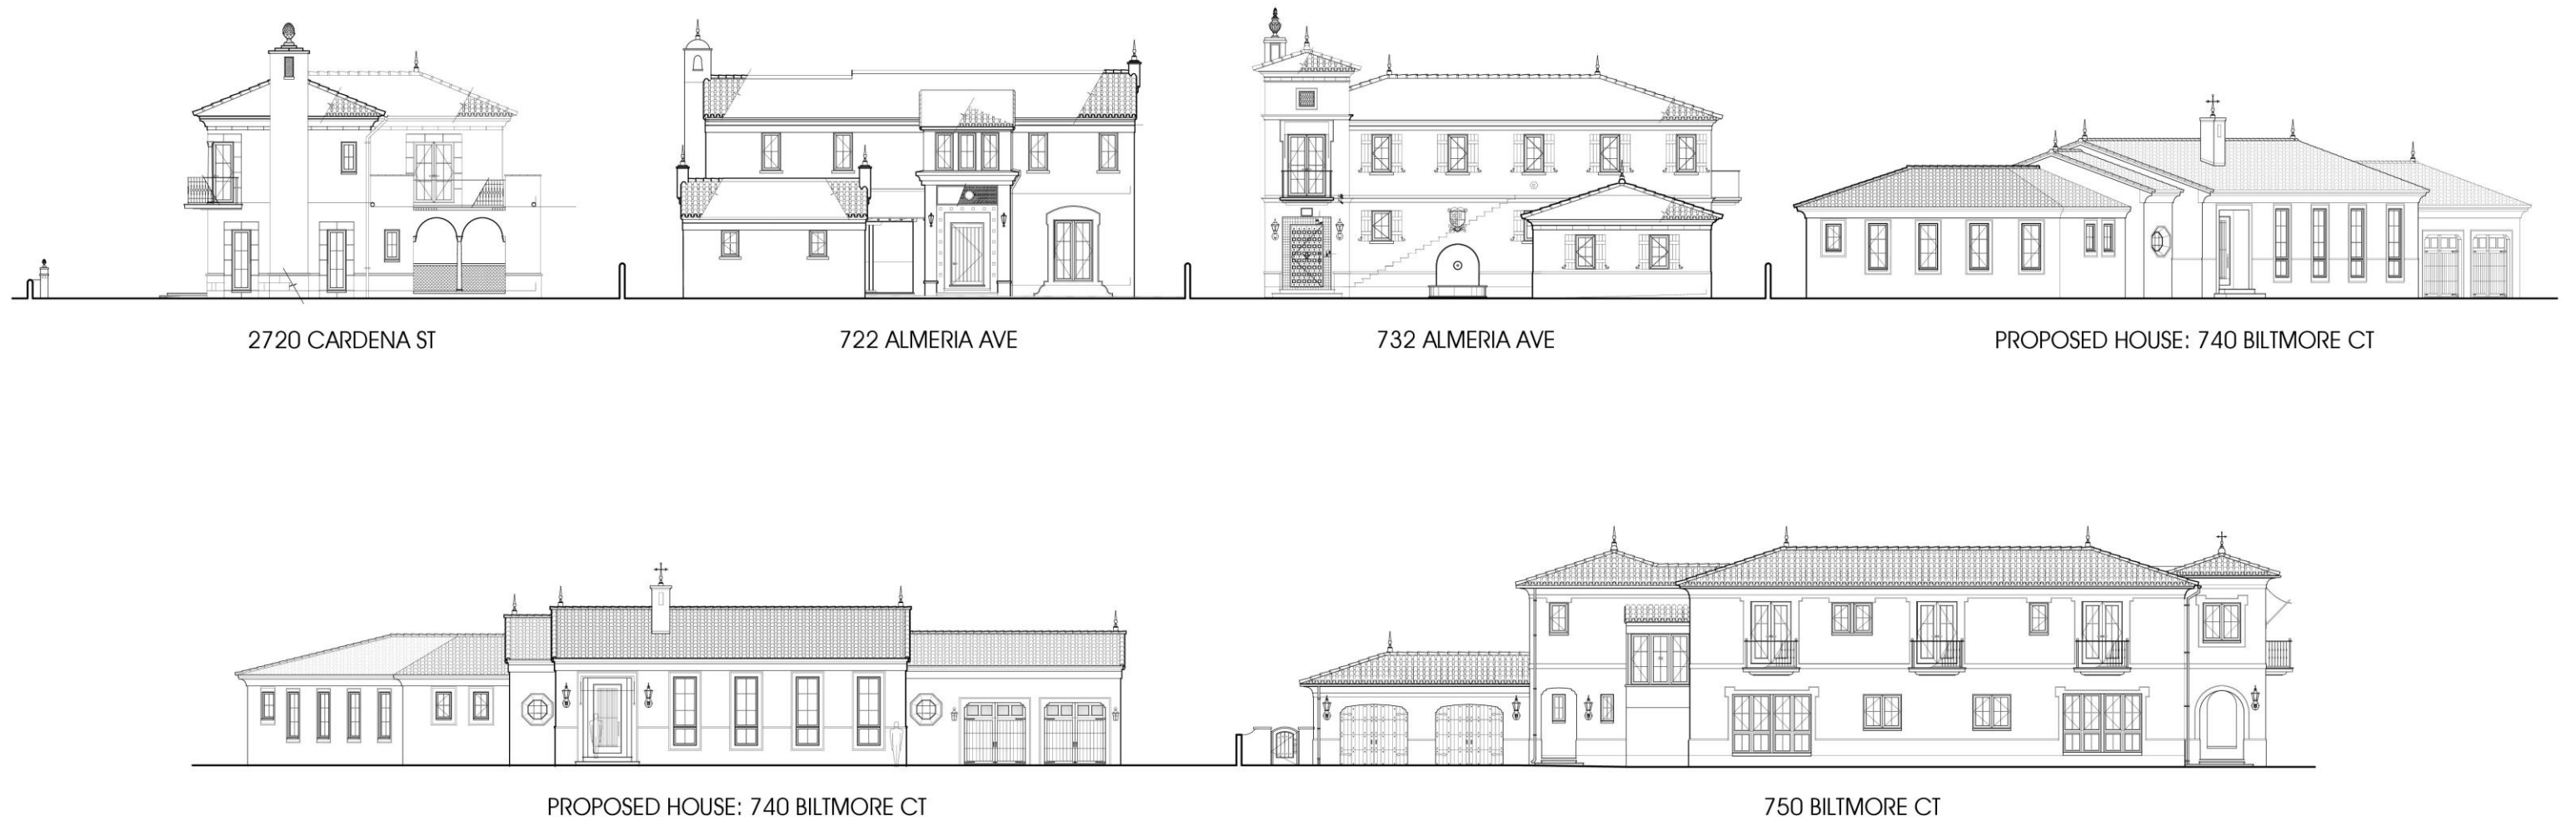 2720 CARDENA ST
722 ALMERIA AVE
732 ALMERIA AVE
PROPOSED HOUSE: 740 BILTMORE CT
PROPOSED HOUSE: 740 BILTMORE CT
750 BILTMORE CT